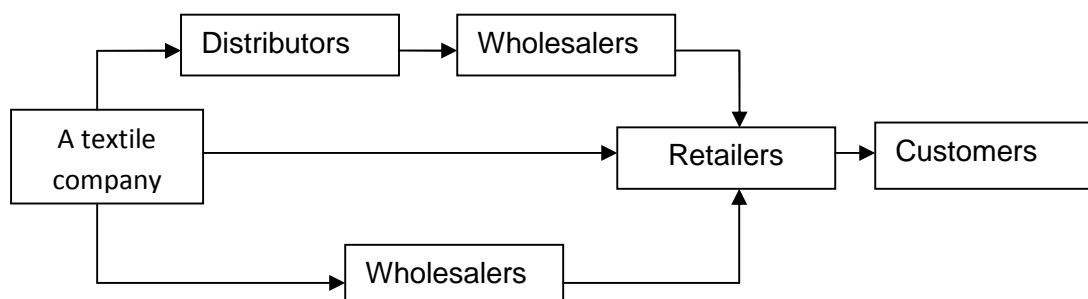 Distributors
Wholesalers
A textile
company
Retailers
Customers
Wholesalers